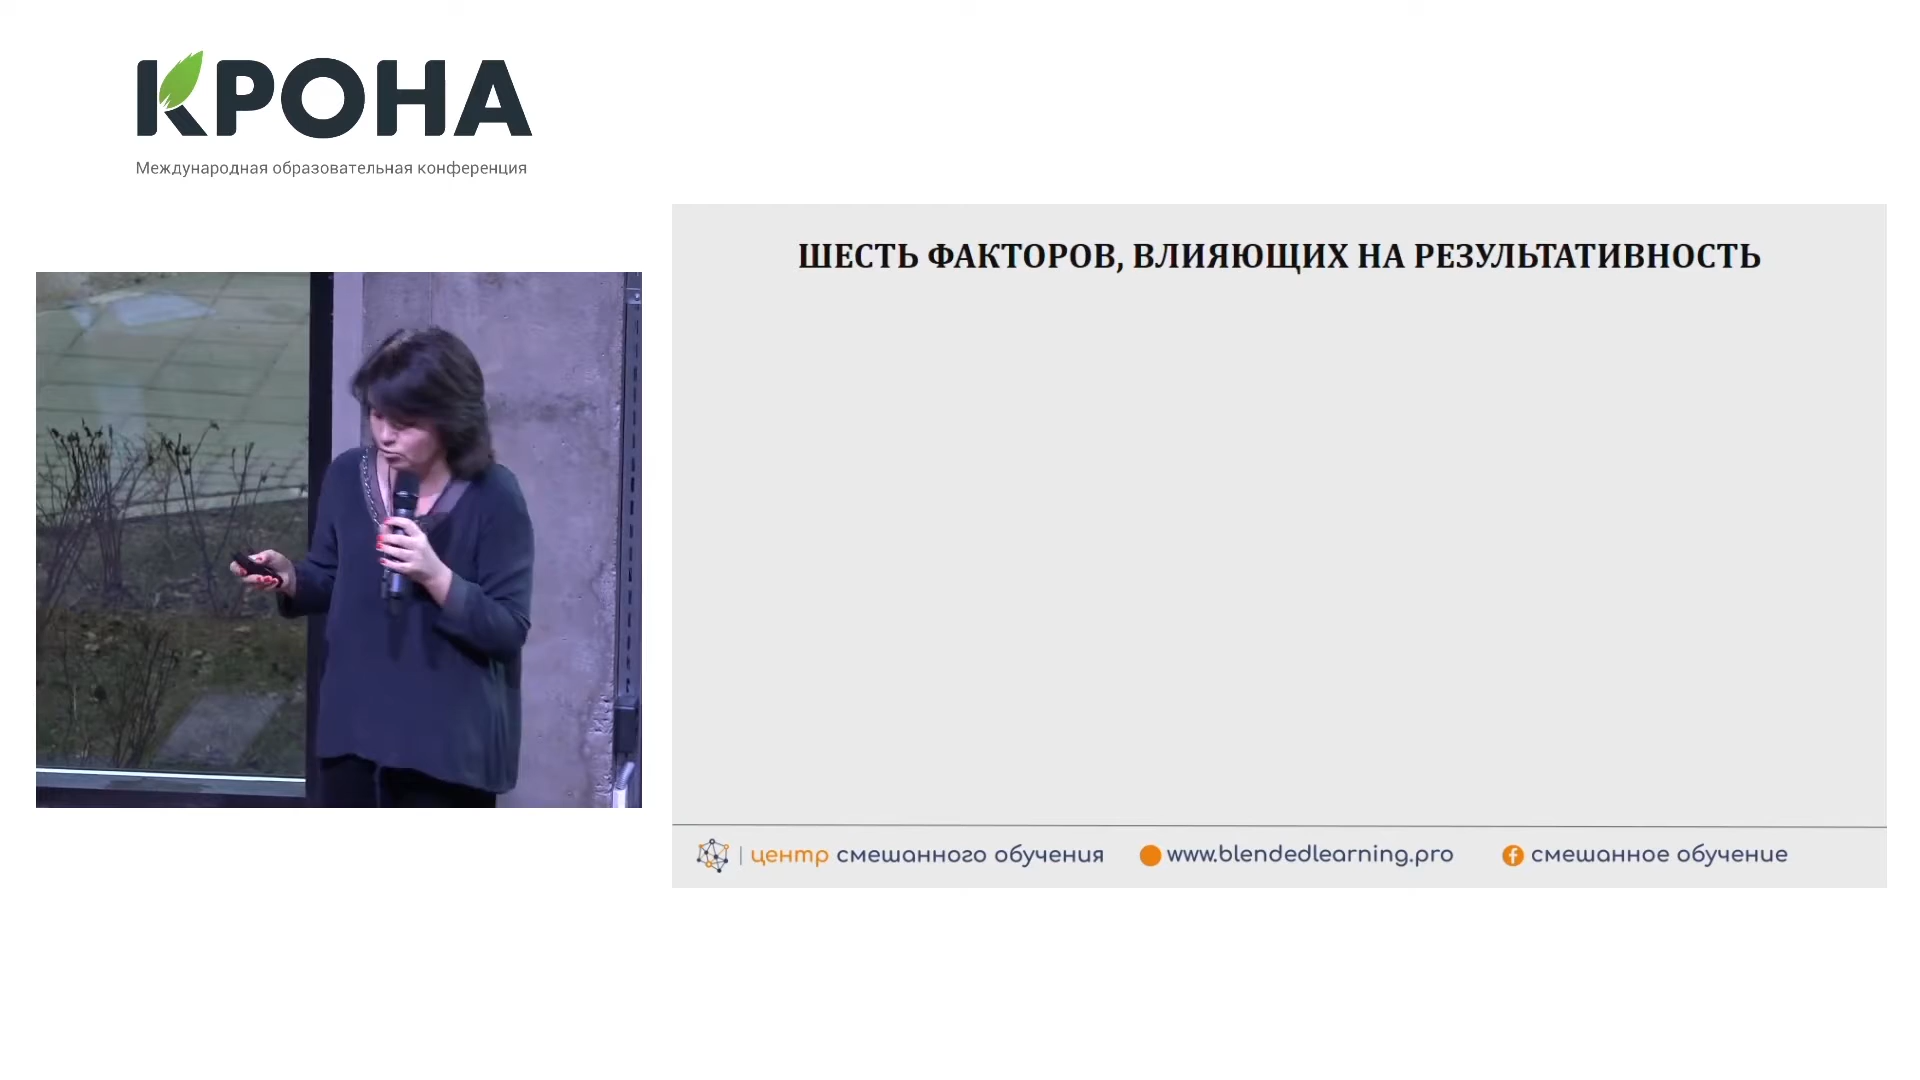 КРОНА
Международная образовательная конференция
ШЕСТЬ ФАКТОРОВ, ВЛИЯЮЩИХ НА РЕЗУЛЬТАТИВНОСТЬ
| центр смешанного обучения www.blendedlearning.pro смешанное обучение